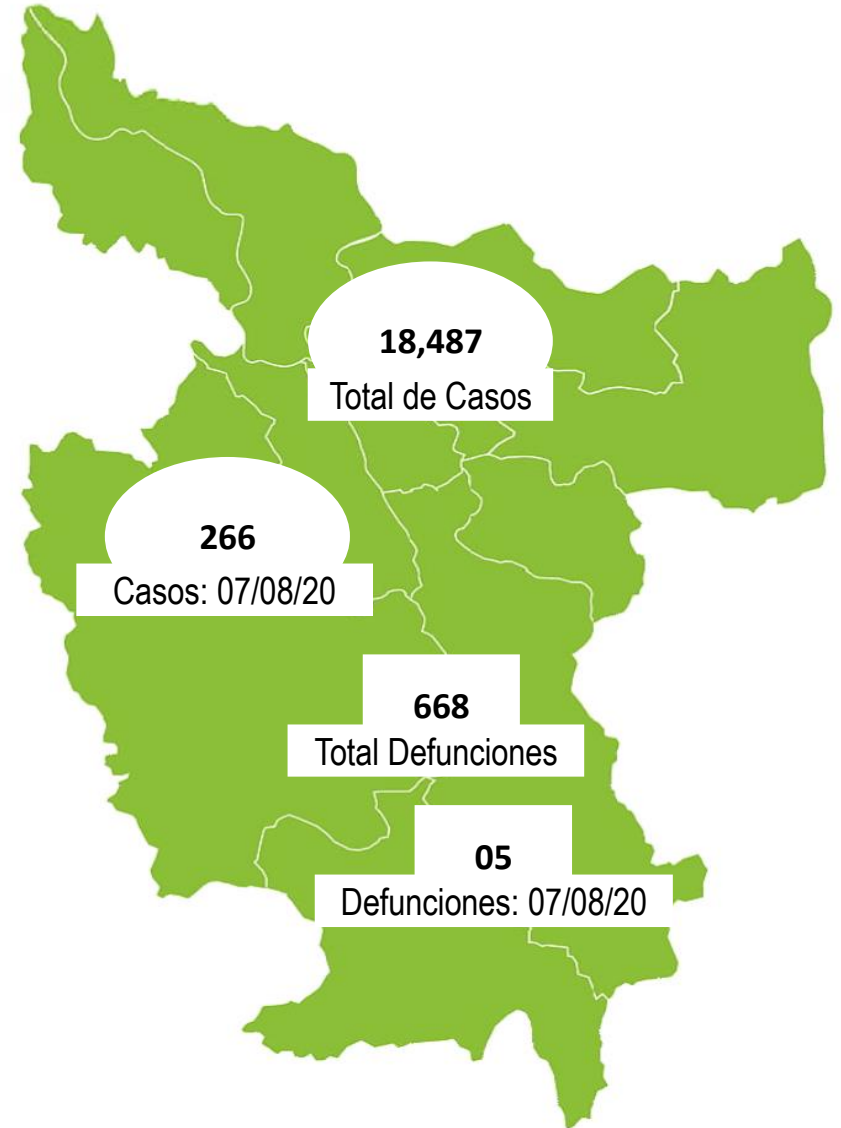 18,487
Total de Casos
266
Casos: 07/08/20
668
Total Defunciones
05
Defunciones: 07/08/20